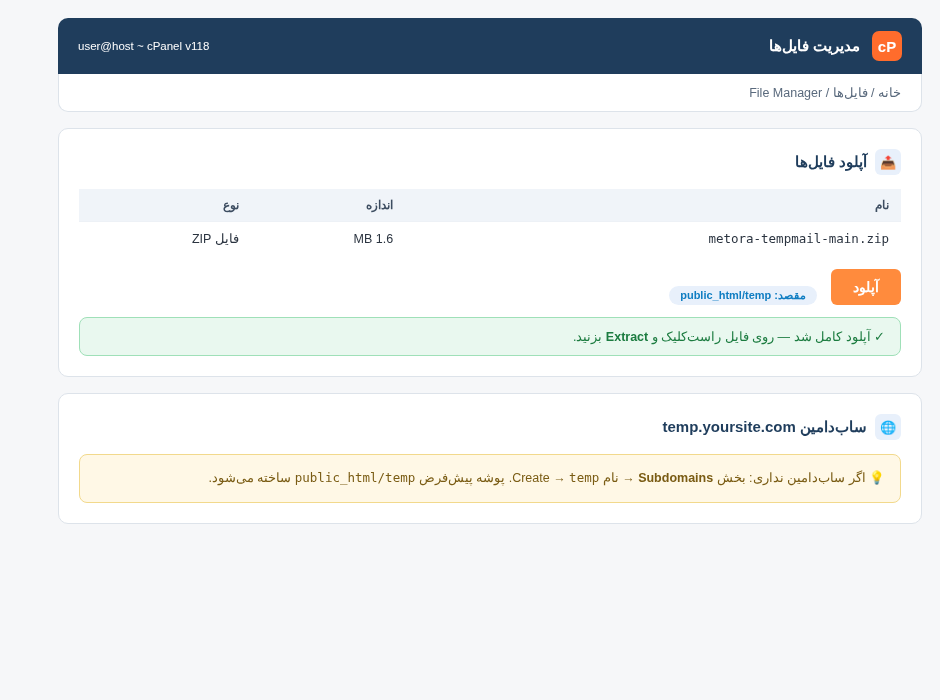 cP مدیریت فایل‌ها
user@host ~ cPanel v118
خانه / فایل‌ها / File Manager
آپلود فایل‌ها
نام اندازه نوع
metora-tempmail-main.zip 1.6 MB فایل ZIP
آپلود مقصد: public_html/temp
✓ آپلود کامل شد — روی فایل راست‌کلیک و Extract بزنید.
ساب‌دامین temp.yoursite.com
💡 اگر ساب‌دامین نداری: بخش Subdomains → نام temp → Create. پوشه پیش‌فرض public_html/temp ساخته می‌شود.